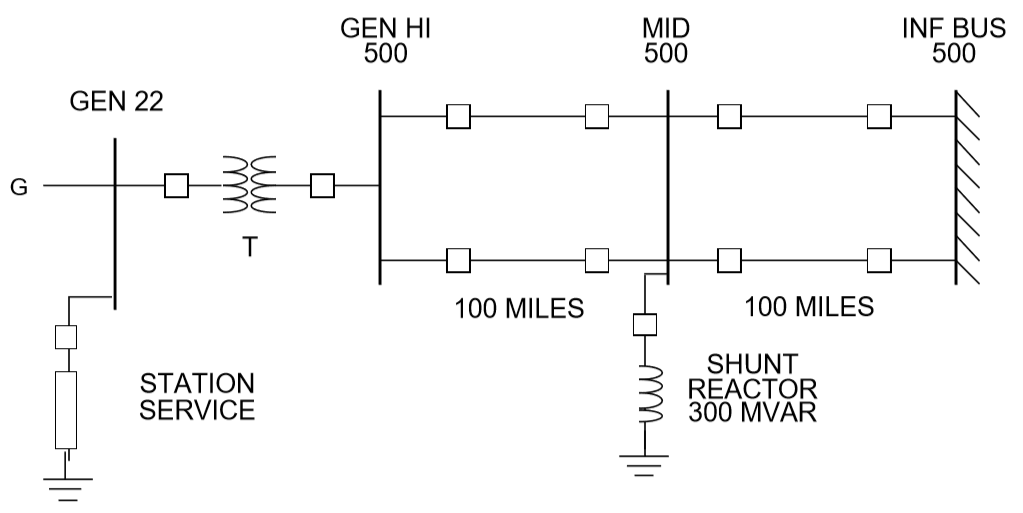 GEN HI
500
MID
500
INF BUS
500
GEN 22
G
T
100 MILES
100 MILES
STATION
SERVICE
SHUNT
REACTOR
300 MVAR